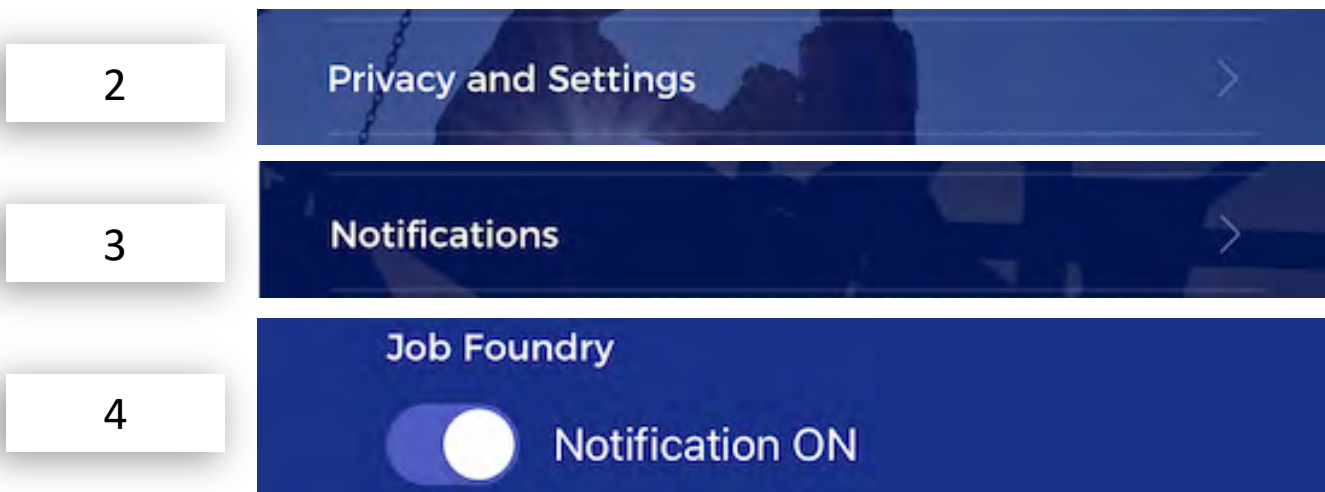 2
Privacy and Settings
3
Notifications
Job Foundry
4
Notification ON